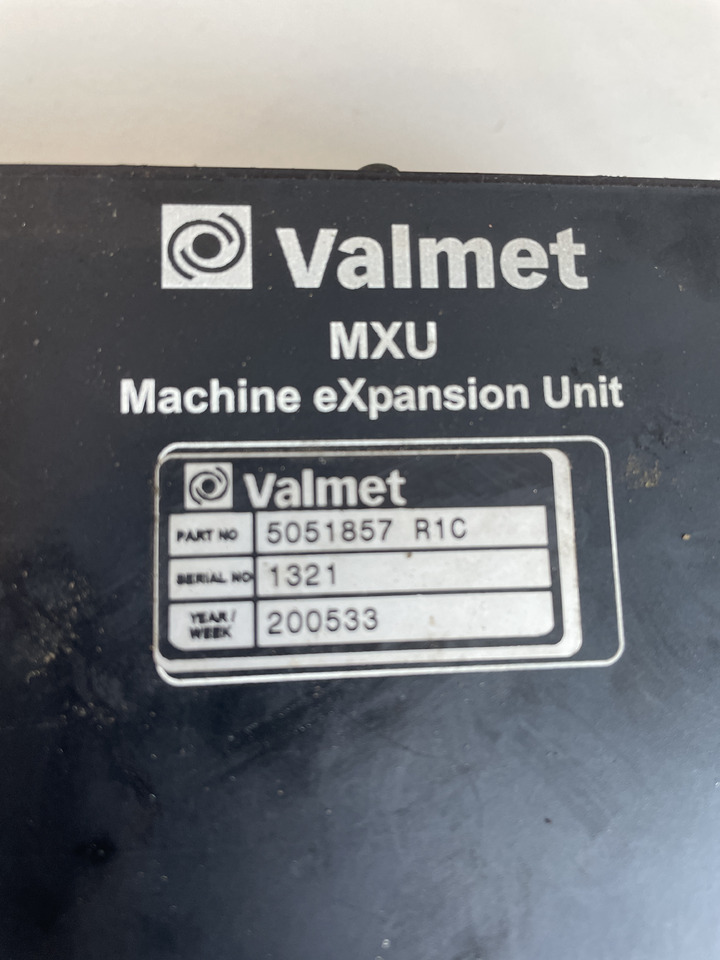 Valmet
MXU
Machine eXpansion Unit
Valmet
PART NO 5051857 R1C
SERIAL NO 1321
YEAR/ WEEK 200533